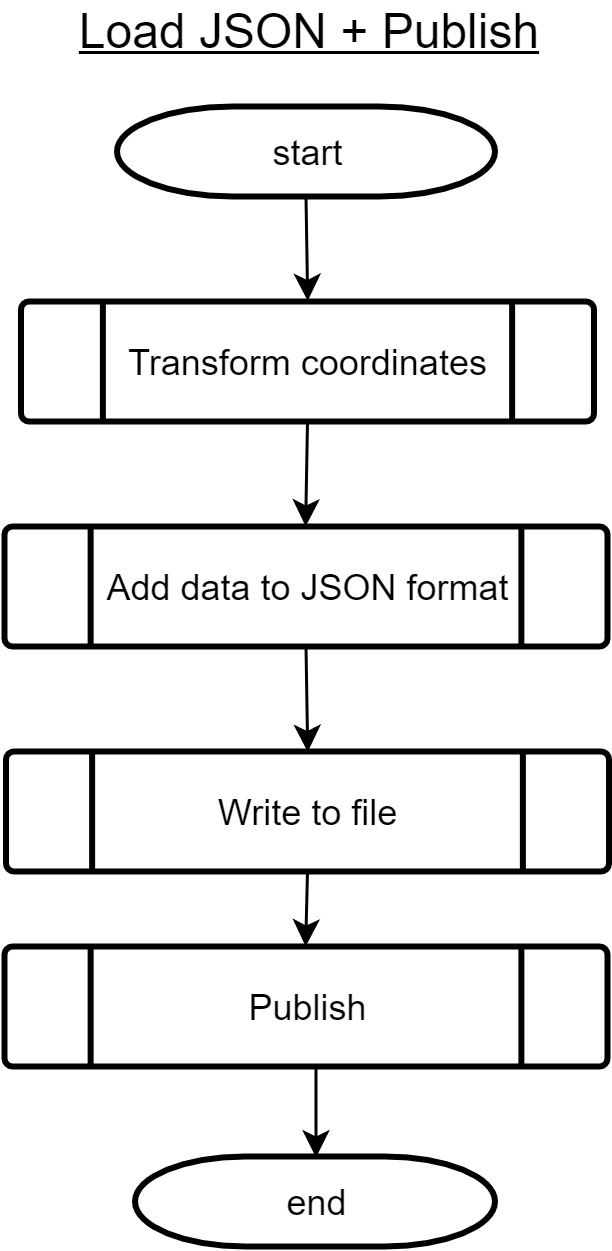 Load JSON + Publish
start
Transform coordinates
Add data to JSON format
Write to file
Publish
end